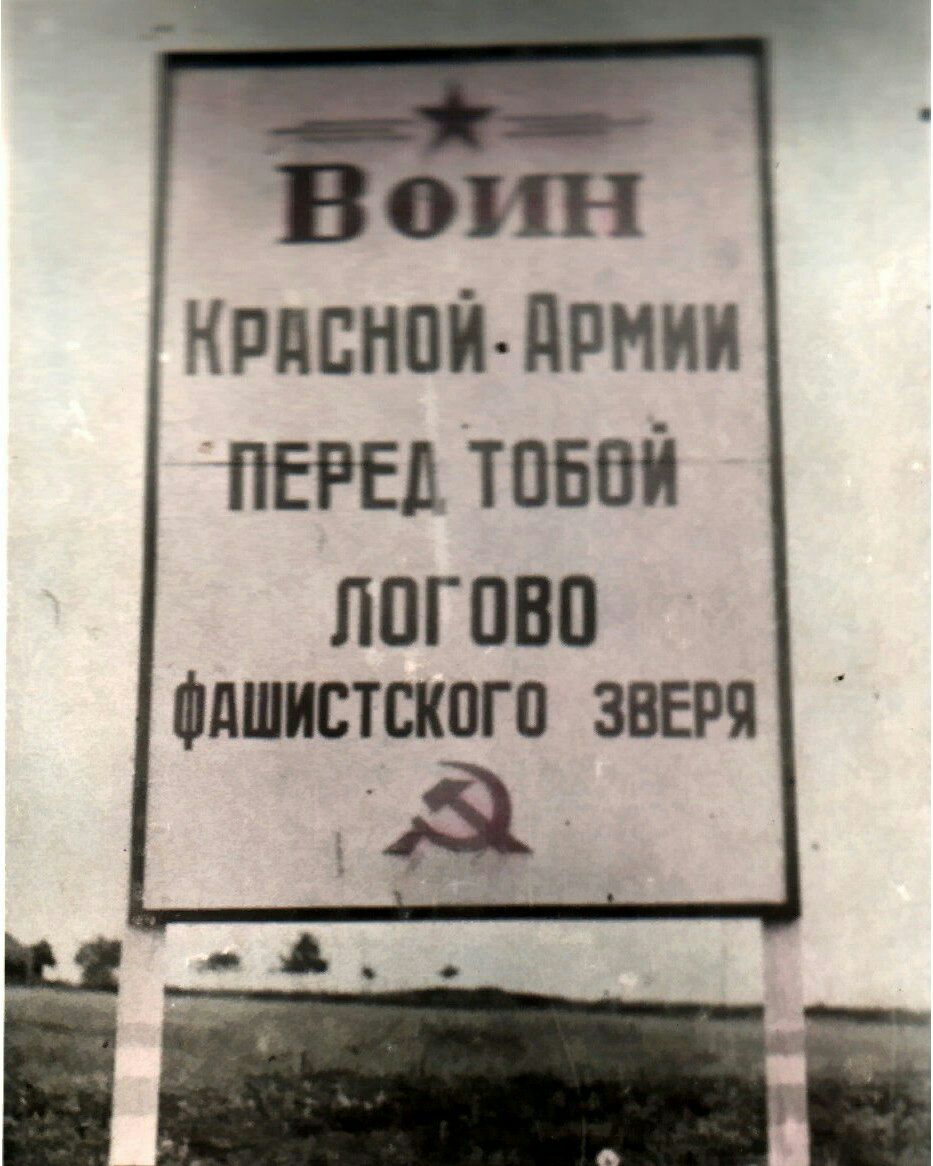 Воин
Красной Армии
перед тобой
логово
фашистского зверя